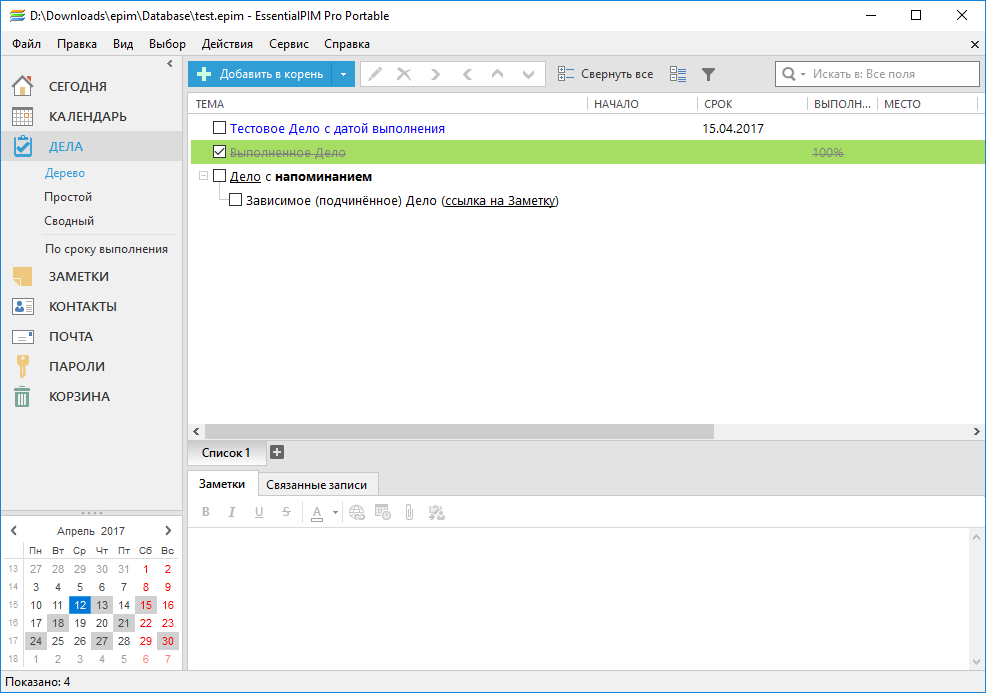 D:\Downloads\epim\Database\test.epim - EssentialPIM Pro Portable
Файл Правка Вид Выбор Действия Сервис Справка
СЕГОДНЯ
КАЛЕНДАРЬ
ДЕЛА
Дерево
Простой
Сводный
По сроку выполнения
ЗАМЕТКИ
КОНТАКТЫ
ПОЧТА
ПАРОЛИ
КОРЗИНА
Апрель 2017
Пн Вт Ср Чт Пт Сб Вс
13 27 28 29 30 31 1 2
14 3 4 5 6 7 8 9
15 10 11 12 13 14 15 16
16 17 18 19 20 21 22 23
17 24 25 26 27 28 29 30
18 1 2 3 4 5 6 7
Добавить в корень Свернуть все Искать в: Все поля
ТЕМА НАЧАЛО СРОК ВЫПОЛН... МЕСТО
Тестовое Дело с датой выполнения 15.04.2017
Выполненное Дело 100%
Дело с напоминанием
Зависимое (подчинённое) Дело (ссылка на Заметку)
Список 1
Заметки Связанные записи
B I U S A
Показано: 4